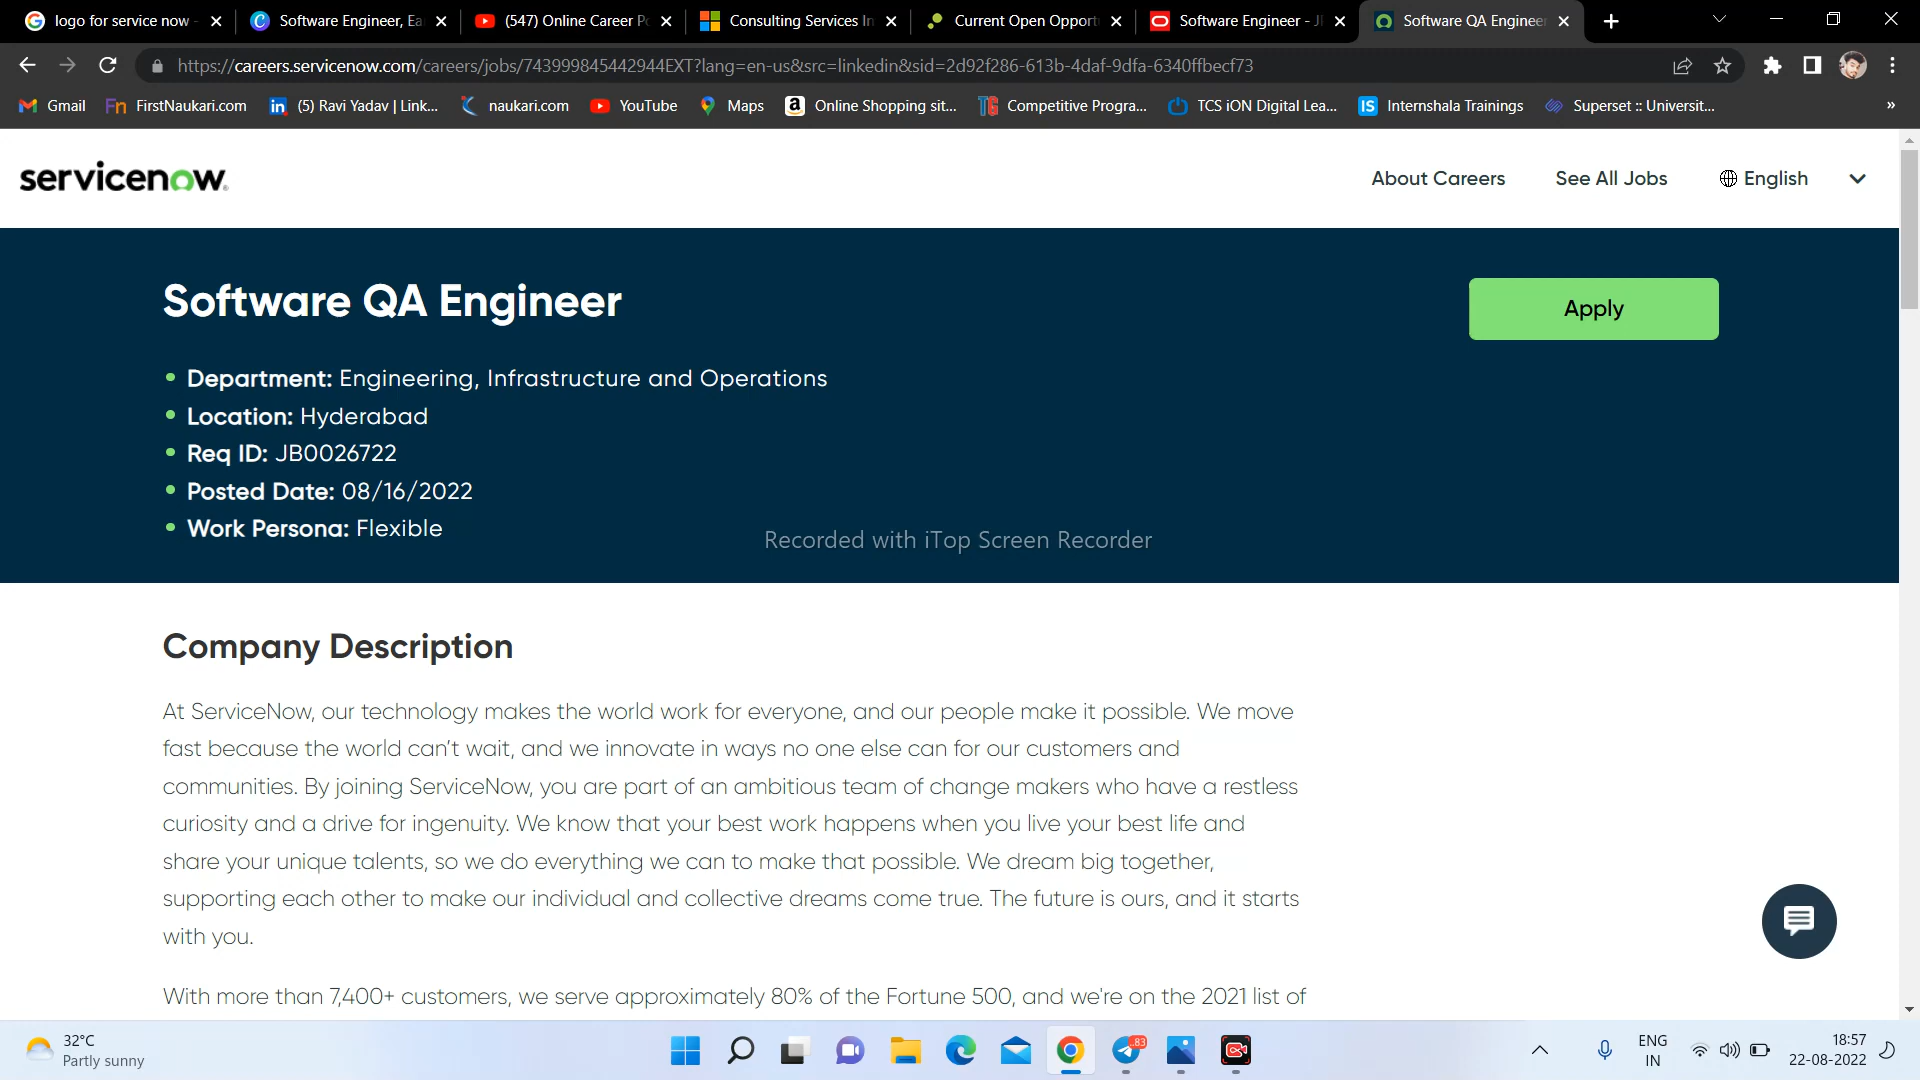 logo for service now -
Software Engineer, Ea
(547) Online Career Po
Consulting Services In
Current Open Opport
Software Engineer - JI
Software QA Engineer
https://careers.servicenow.com/careers/jobs/743999845442944EXT?lang=en-us&src=linkedin&sid=2d92f286-613b-4daf-9dfa-6340ffbecf73
Gmail
FirstNaukari.com
(5) Ravi Yadav | Link...
naukari.com
YouTube
Maps
Online Shopping sit...
Competitive Progra...
TCS iON Digital Lea...
Internshala Trainings
Superset :: Universit...
»
servicenow
About Careers
See All Jobs
English
Software QA Engineer
Apply
• Department: Engineering, Infrastructure and Operations
• Location: Hyderabad
• Req ID: JB0026722
• Posted Date: 08/16/2022
• Work Persona: Flexible
Recorded with iTop Screen Recorder
Company Description
At ServiceNow, our technology makes the world work for everyone, and our people make it possible. We move
fast because the world can't wait, and we innovate in ways no one else can for our customers and
communities. By joining ServiceNow, you are part of an ambitious team of change makers who have a restless
curiosity and a drive for ingenuity. We know that your best work happens when you live your best life and
share your unique talents, so we do everything we can to make that possible. We dream big together,
supporting each other to make our individual and collective dreams come true. The future is ours, and it starts
with you.
With more than 7,400+ customers, we serve approximately 80% of the Fortune 500, and we're on the 2021 list of
32°C
Partly sunny
83
ENG
IN
18:57
22-08-2022